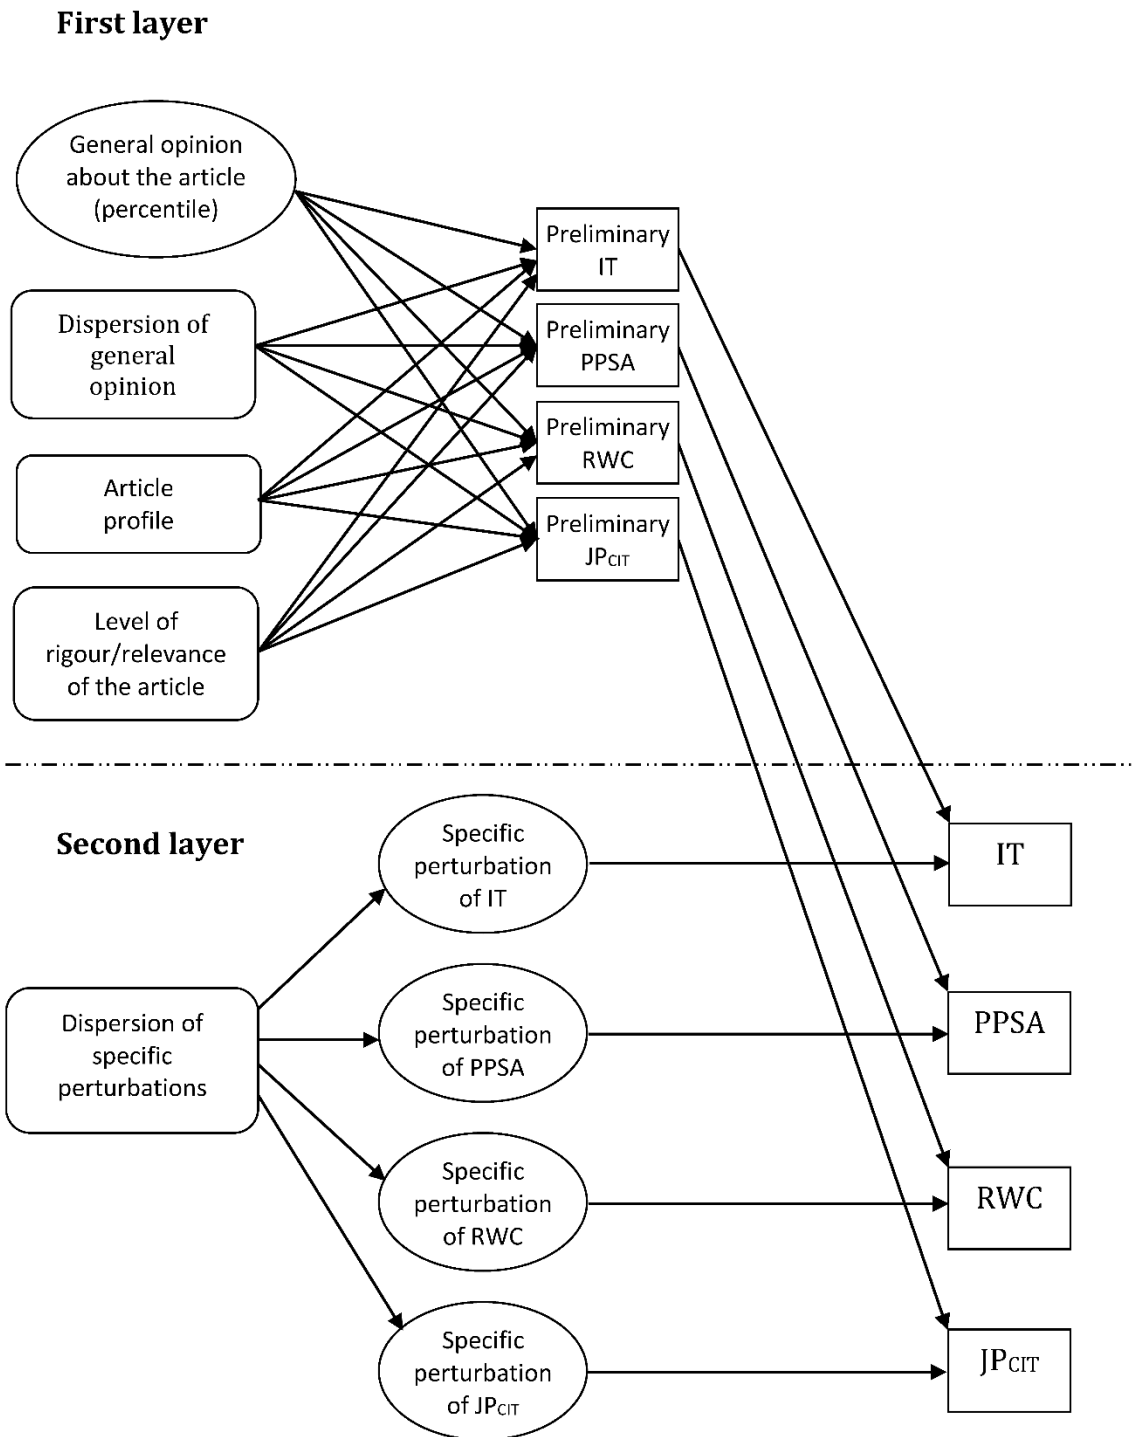 First layer
General opinion
about the article
(percentile)
Dispersion of
general
opinion
Article
profile
Level of
rigour/relevance
of the article
Preliminary
IT
Preliminary
PPSA
Preliminary
RWC
Preliminary
JPCIT
Second layer
Dispersion of
specific
perturbations
Specific
perturbation
of IT
Specific
perturbation
of PPSA
Specific
perturbation
of RWC
Specific
perturbation
of JPCIT
IT
PPSA
RWC
JPCIT